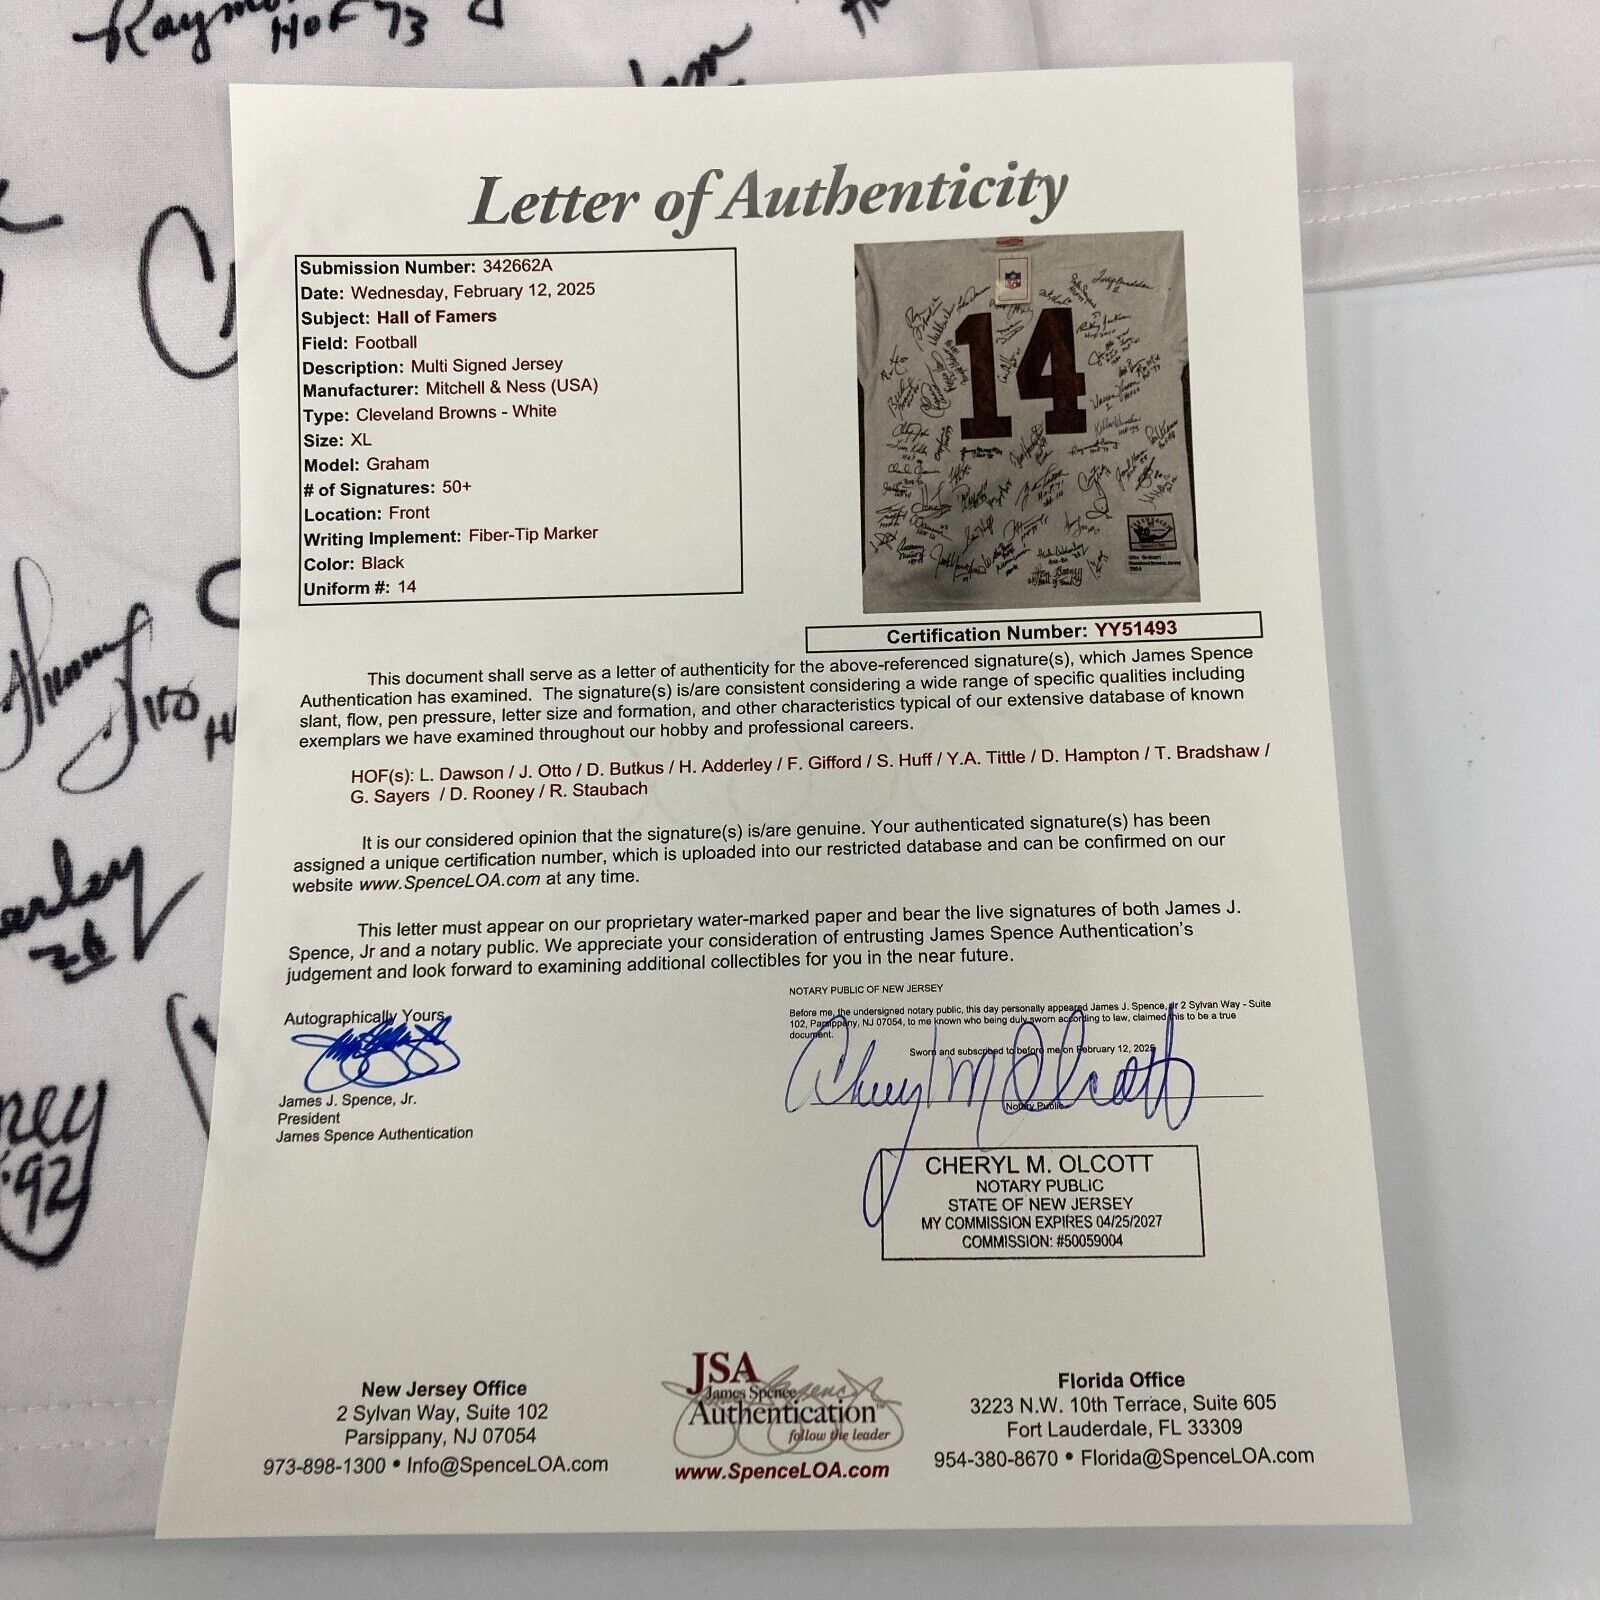 Raymo
HOF 73
Letter of Authenticity
Submission Number: 342662A
Date: Wednesday, February 12, 2025
Subject: Hall of Famers
Field: Football
Description: Multi Signed Jersey
Manufacturer: Mitchell & Ness (USA)
Type: Cleveland Browns - White
Size: XL
Model: Graham
# of Signatures: 50+
Location: Front
Writing Implement: Fiber-Tip Marker
Color: Black
Uniform #: 14
14
Certification Number: YY51493
This document shall serve as a letter of authenticity for the above-referenced signature(s), which James Spence
Authentication has examined. The signature(s) is/are consistent considering a wide range of specific qualities including
slant, flow, pen pressure, letter size and formation, and other characteristics typical of our extensive database of known
exemplars we have examined throughout our hobby and professional careers.
HOF(s): L. Dawson / J. Otto / D. Butkus / H. Adderley / F. Gifford / S. Huff / Y.A. Tittle / D. Hampton / T. Bradshaw /
G. Sayers / D. Rooney / R. Staubach
It is our considered opinion that the signature(s) is/are genuine. Your authenticated signature(s) has been
assigned a unique certification number, which is uploaded into our restricted database and can be confirmed on our
website www.SpenceLOA.com at any time.
This letter must appear on our proprietary water-marked paper and bear the live signatures of both James J.
Spence, Jr and a notary public. We appreciate your consideration of entrusting James Spence Authentication's
judgement and look forward to examining additional collectibles for you in the near future.
Autographically Yours,
James J. Spence, Jr.
President
James Spence Authentication
NOTARY PUBLIC OF NEW JERSEY
Before me, the undersigned notary public, this day personally appeared James J. Spence, Jr 2 Sylvan Way - Suite
102, Parsippany, NJ 07054, to me known who being duly sworn according to law, claimed this to be a true
document.
Sworn and subscribed to before me on February 12, 2025
Cheryl M Olcott
Notary Public
CHERYL M. OLCOTT
NOTARY PUBLIC
STATE OF NEW JERSEY
MY COMMISSION EXPIRES 04/25/2027
COMMISSION: #50059004
New Jersey Office
2 Sylvan Way, Suite 102
Parsippany, NJ 07054
973-898-1300 • Info@SpenceLOA.com
JSA
James Spence
Authentication™
follow the leader
www.SpenceLOA.com
Florida Office
3223 N.W. 10th Terrace, Suite 605
Fort Lauderdale, FL 33309
954-380-8670 • Florida@SpenceLOA.com
26
ney
'92